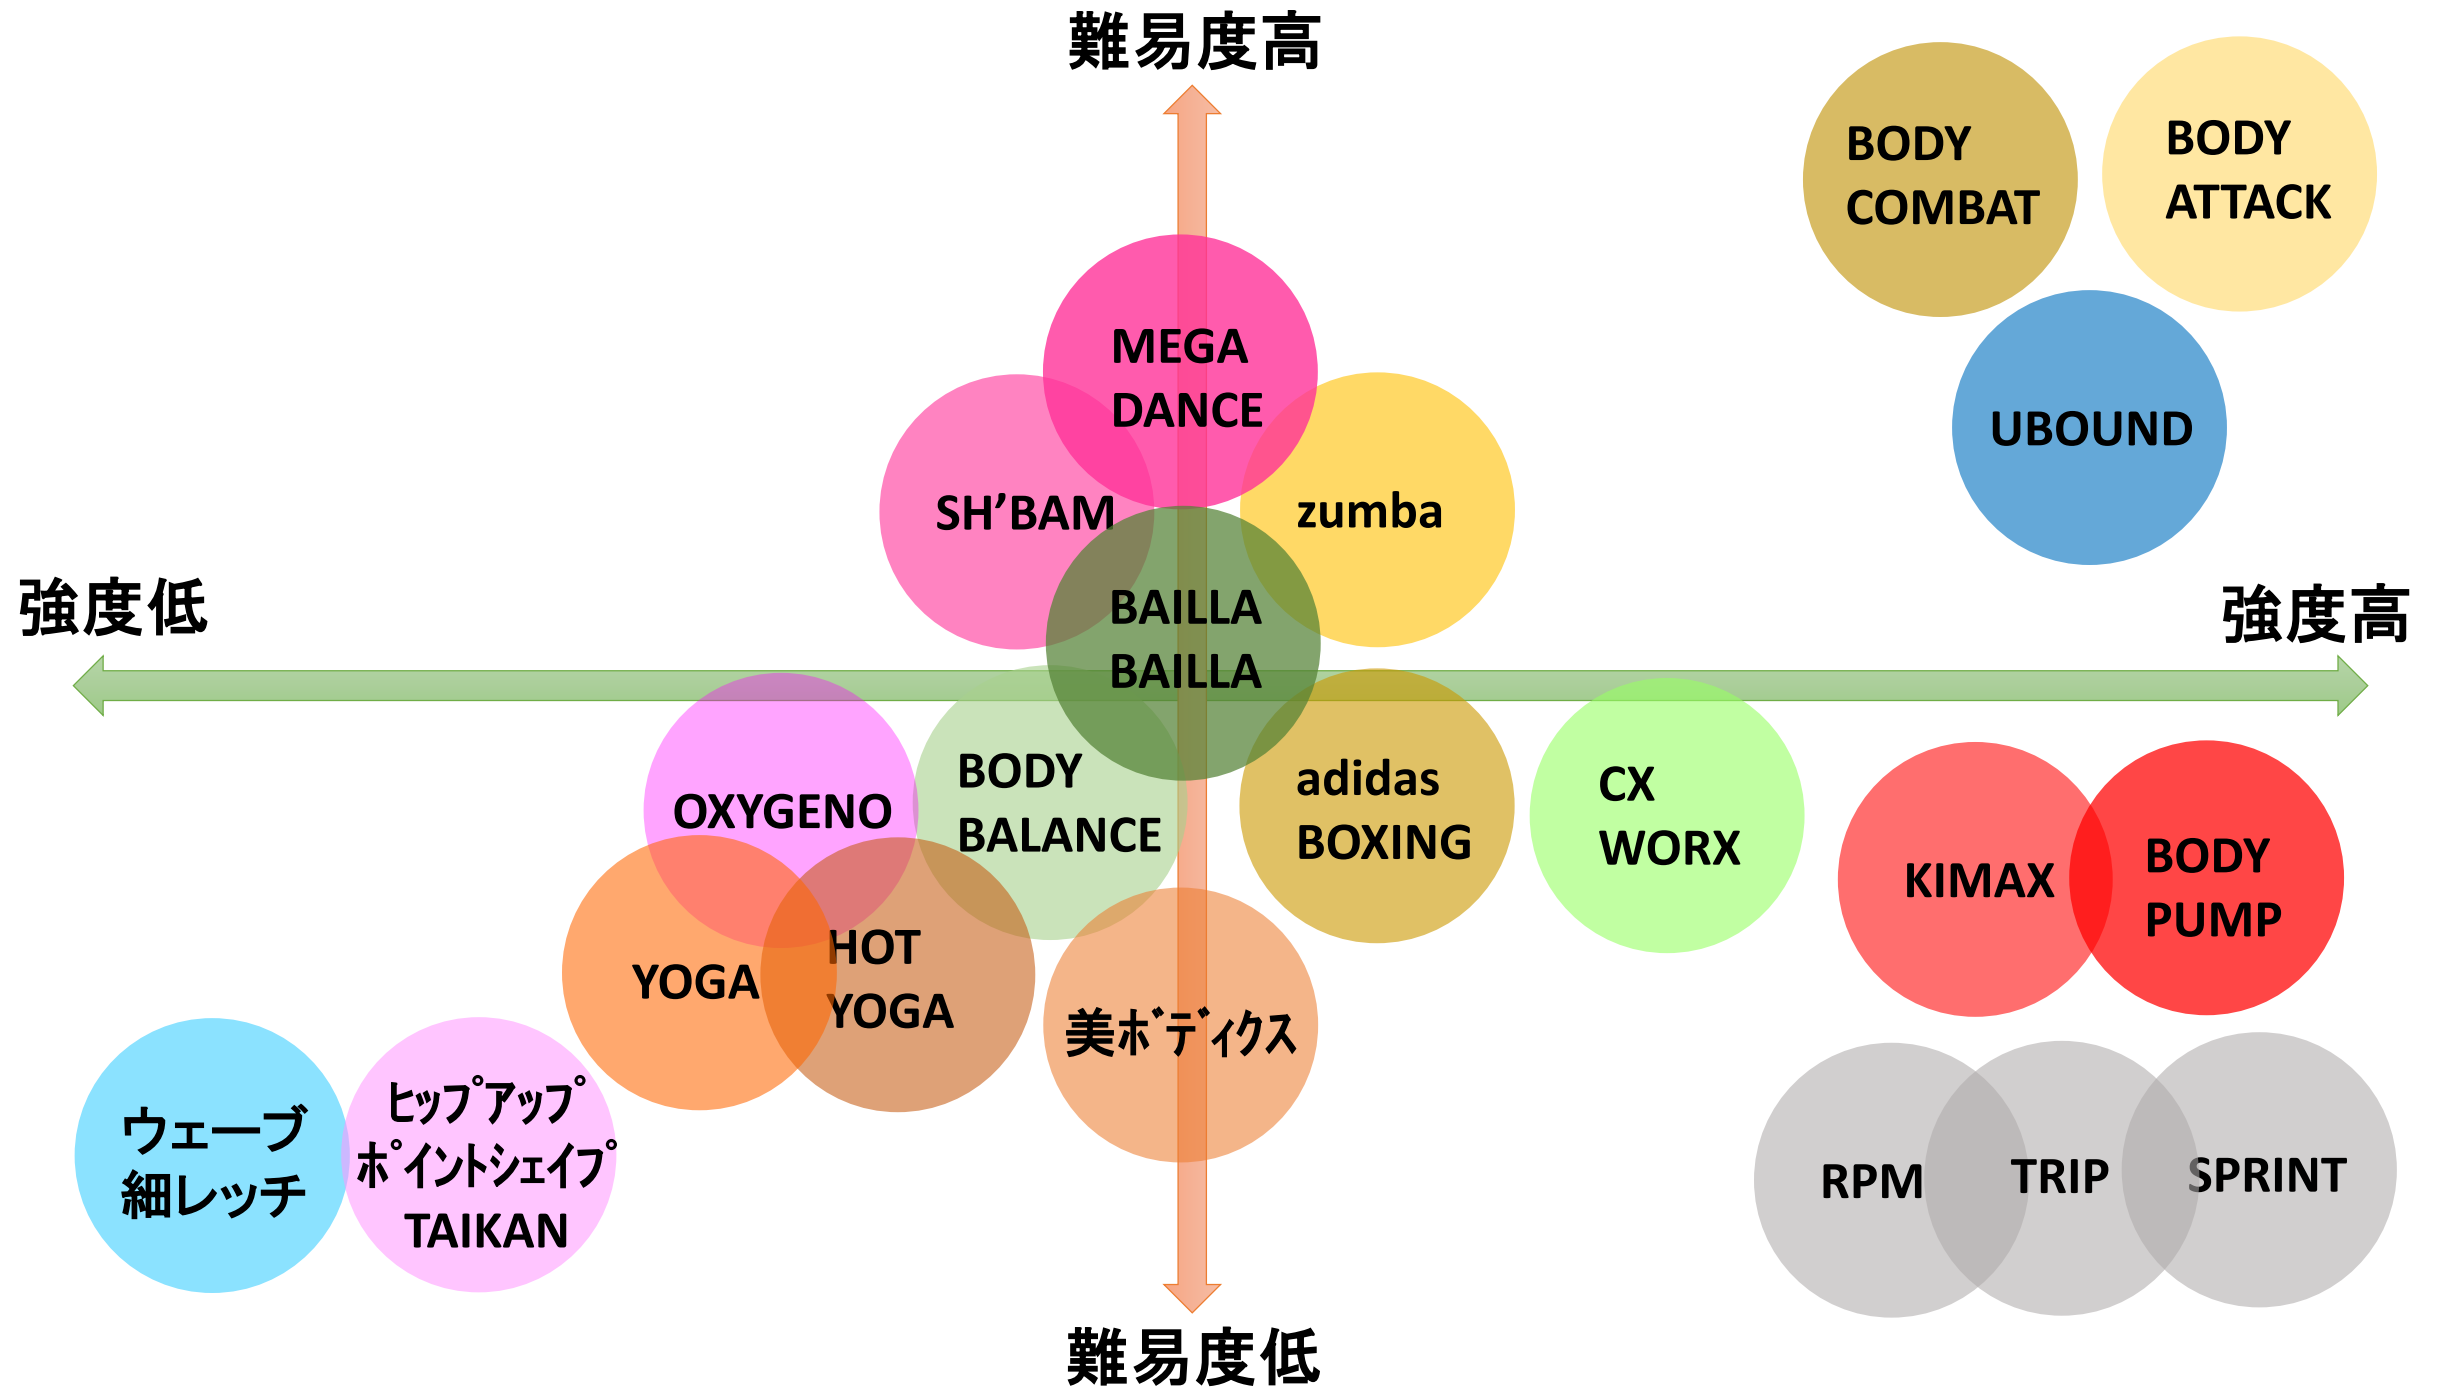 難易度高
BODY
COMBAT
BODY
ATTACK
MEGA
DANCE
UBOUND
SH’BAM
zumba
強度低
BAILLA
BAILLA
強度高
OXYGENO
BODY
BALANCE
adidas
BOXING
CX
WORX
KIMAX
BODY
PUMP
YOGA
HOT
YOGA
美ﾎﾞﾃﾞｨｸｽ
ウェーブ
細レッチ
ﾋｯﾌﾟｱｯﾌﾟ
ﾎﾟｲﾝﾄｼｪｲﾌﾟ
TAIKAN
RPM
TRIP
SPRINT
難易度低